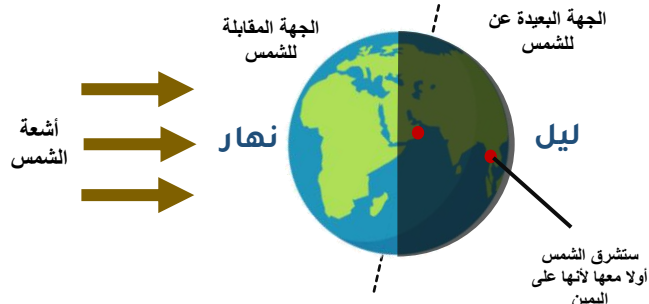 الجهة البعيدة عن
للشمس
الجهة المقابلة
للشمس
أشعة
الشمس
نهار
ليل
ستشرق الشمس
أولا معها لأنها على
اليمين